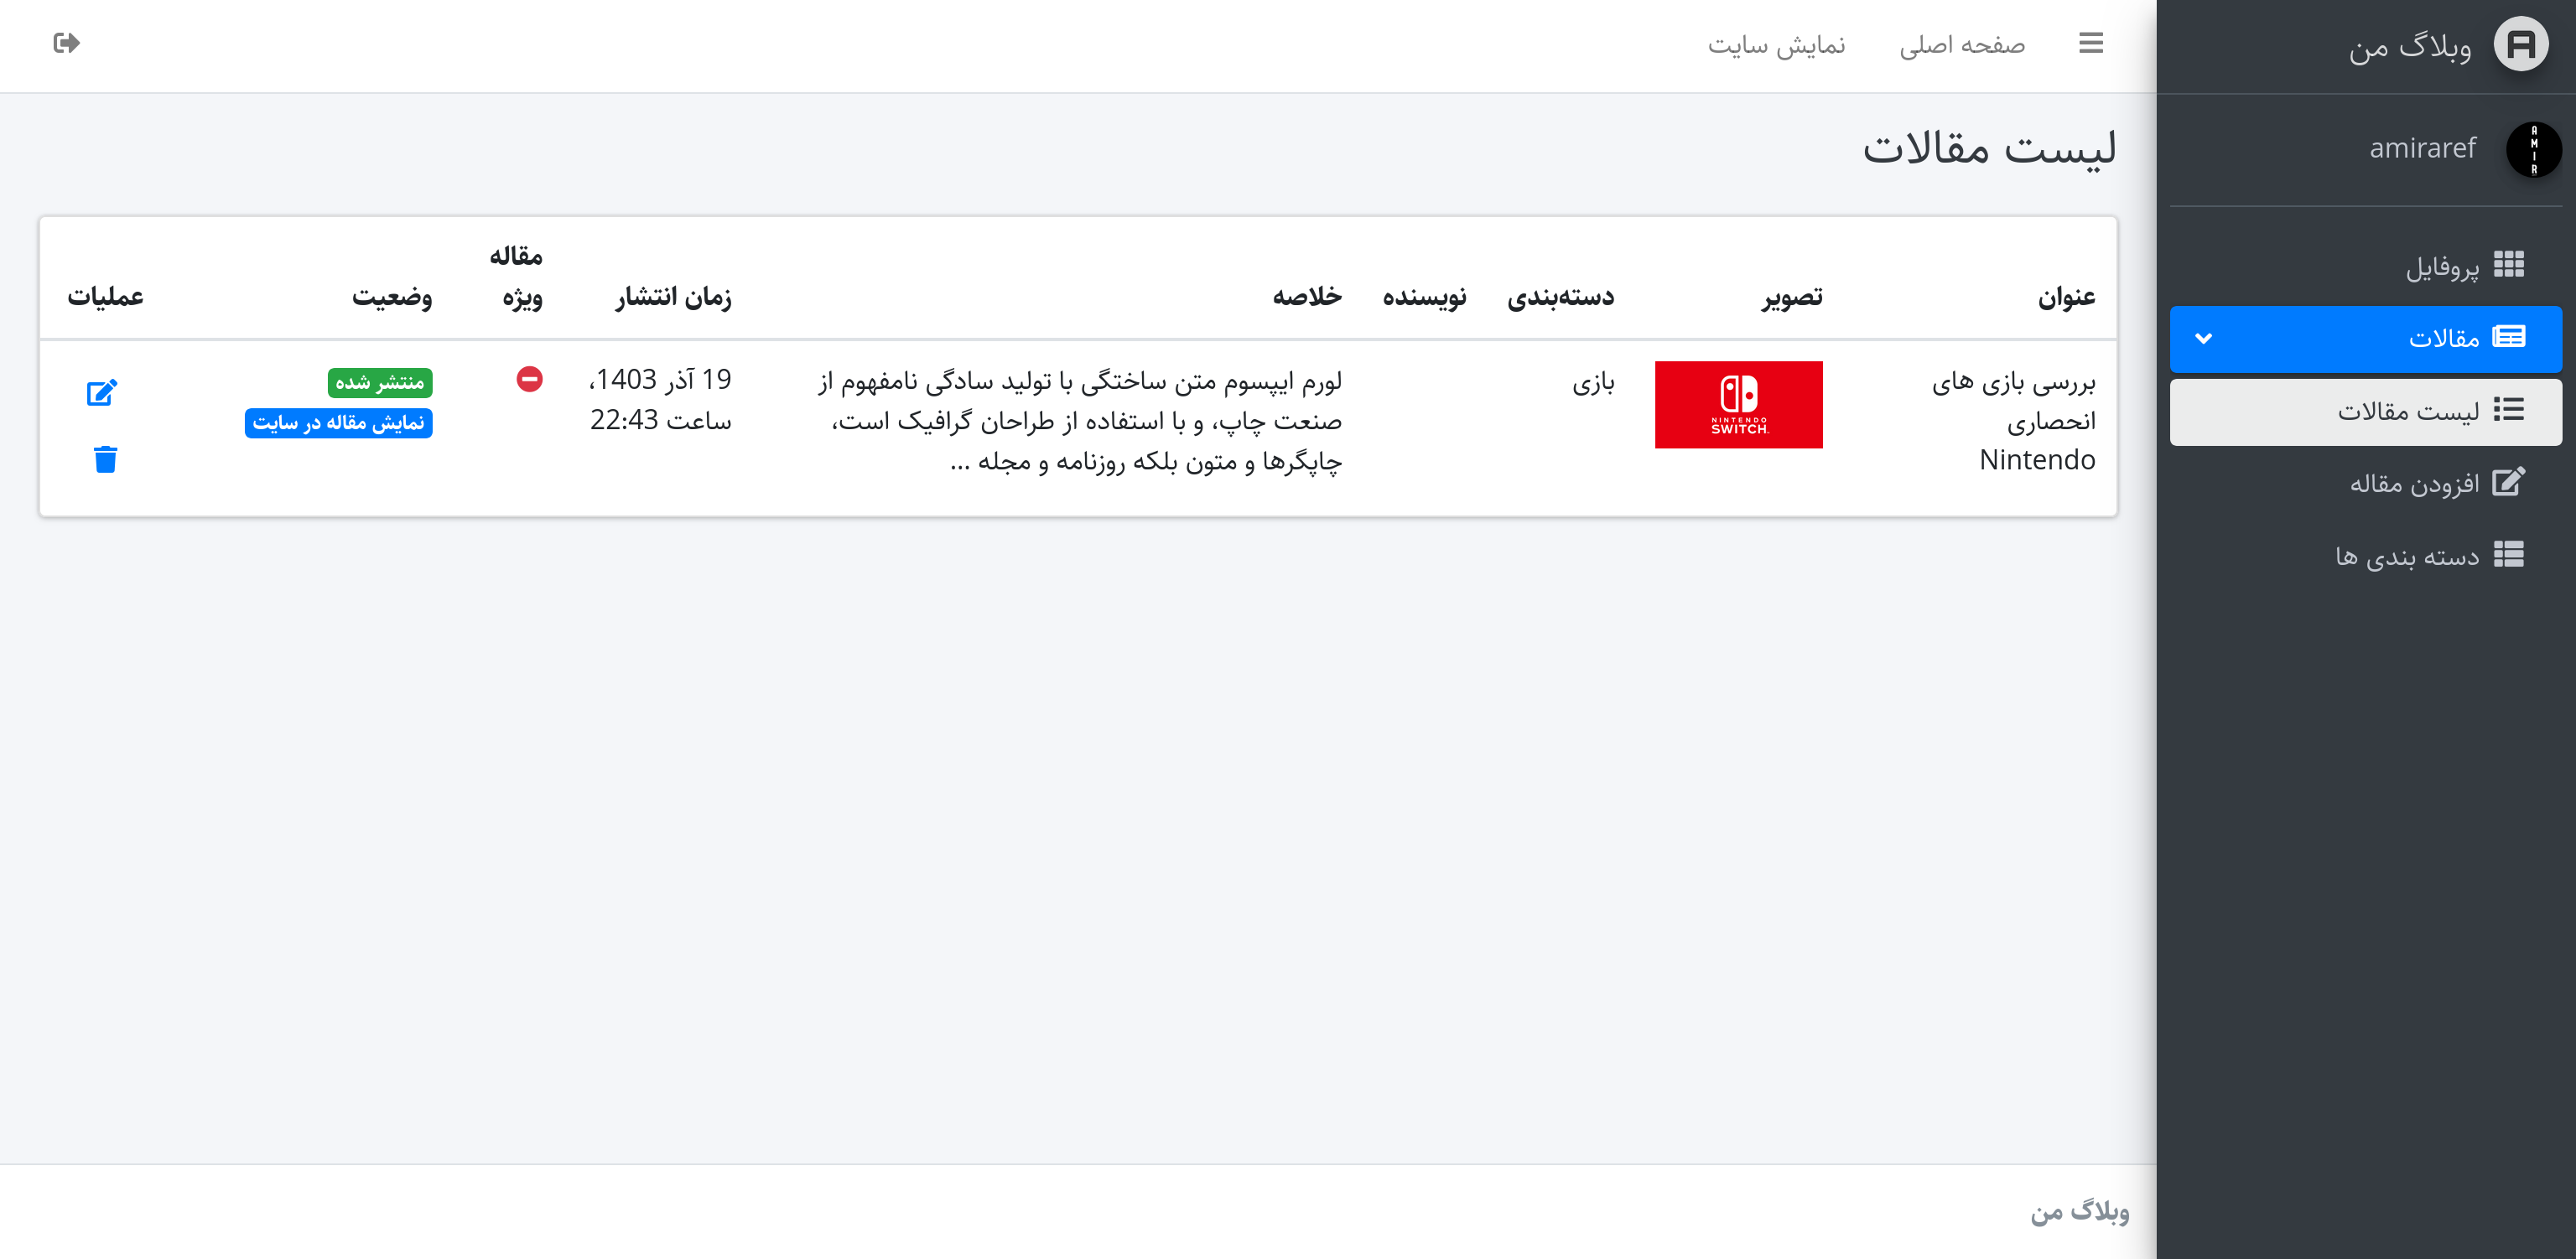 وبلاگ من
صفحه اصلی
نمایش سایت
AMIR
amiraref
پروفایل
مقالات
لیست مقالات
افزودن مقاله
دسته بندی ها
لیست مقالات
عنوان
تصویر
دسته‌بندی
نویسنده
خلاصه
زمان انتشار
مقاله
ویژه
وضعیت
عملیات
بررسی بازی های
انحصاری
Nintendo
NINTENDO
SWITCH
بازی
لورم ایپسوم متن ساختگی با تولید سادگی نامفهوم از
صنعت چاپ، و با استفاده از طراحان گرافیک است،
چاپگرها و متون بلکه روزنامه و مجله ...
19 آذر 1403،
ساعت 22:43
منتشر شده
نمایش مقاله در سایت
وبلاگ من